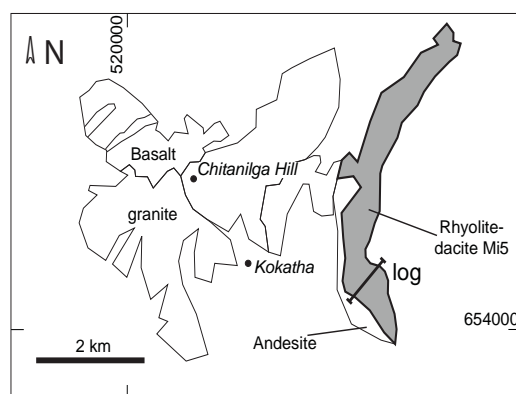 N
520000
Basalt
Chitanilga Hill
granite
Rhyolite-
dacite Mi5
log
Kokatha
654000
Andesite
2 km